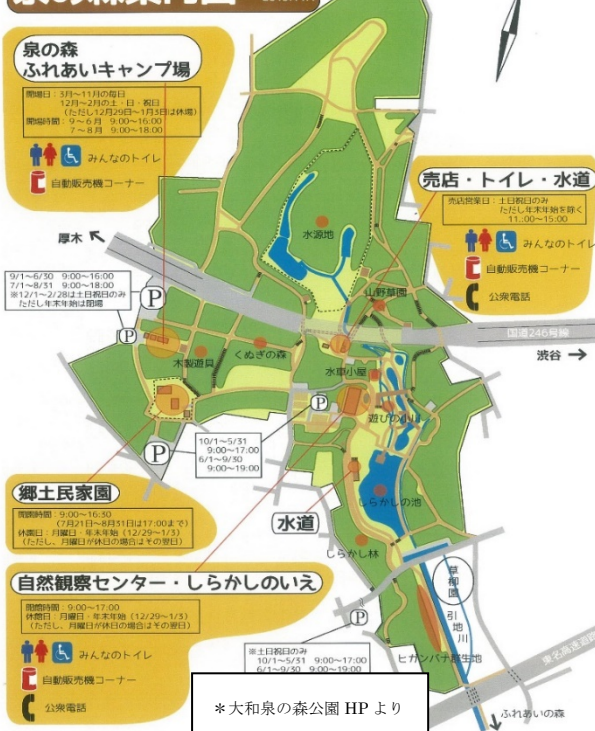 泉の森
ふれあいキャンプ場
開場日：3月～11月の毎日
12月～2月の土・日・祝日
（ただし12月29日～1月3日は休場）
開場時間：9～6月 9:00～16:00
7～8月 9:00～18:00
みんなのトイレ
自動販売機コーナー
売店・トイレ・水道
売店営業日：土日祝日のみ
ただし年末年始を除く
11:00～15:00
みんなのトイレ
自動販売機コーナー
公衆電話
厚木
水源地
9/1～6/30 9:00～16:00
7/1～8/31 9:00～18:00
※12/1～2/28は土日祝日のみ
ただし年末年始は閉場
P
P
山野草園
国道246号線
渋谷
木製遊具
くぬぎの森
水車小屋
P
遊びの小川
10/1～5/31
9:00～17:00
6/1～9/30
9:00～19:00
P
郷土民家園
開園時間：9:00～16:30
（7月21日～8月31日は17:00まで）
休園日：月曜日・年末年始（12/29～1/3）
（ただし、月曜日が休日の場合はその翌日）
しらかしの池
水道
しらかし林
自然観察センター・しらかしのいえ
開館時間：9:00～17:00
休館日：月曜日・年末年始（12/29～1/3）
（ただし、月曜日が休日の場合はその翌日）
みんなのトイレ
自動販売機コーナー
公衆電話
草柳園
引地川
P
※土日祝日のみ
10/1～5/31 9:00～17:00
6/1～9/30 9:00～19:00
ヒガンバナ群生地
東名高速道路
ふれあいの森
＊大和泉の森公園 HP より